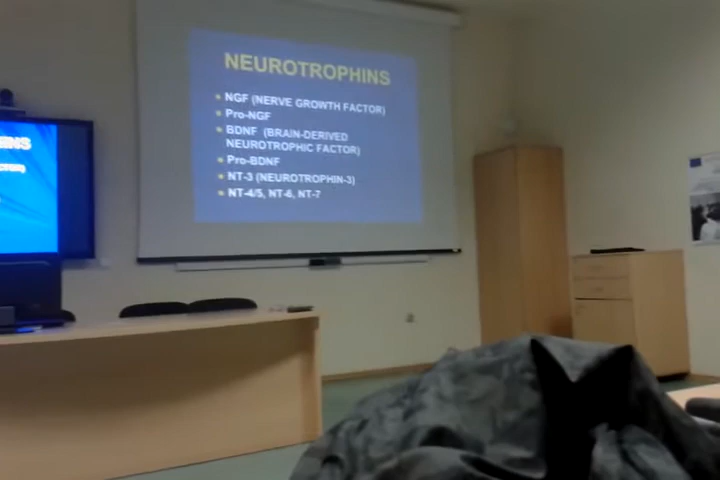 NEUROTROPHINS
NGF (NERVE GROWTH FACTOR)
Pro-NGF
BDNF (BRAIN-DERIVED
NEUROTROPHIC FACTOR)
Pro-BDNF
NT-3 (NEUROTROPHIN-3)
NT-4/5, NT-6, NT-7